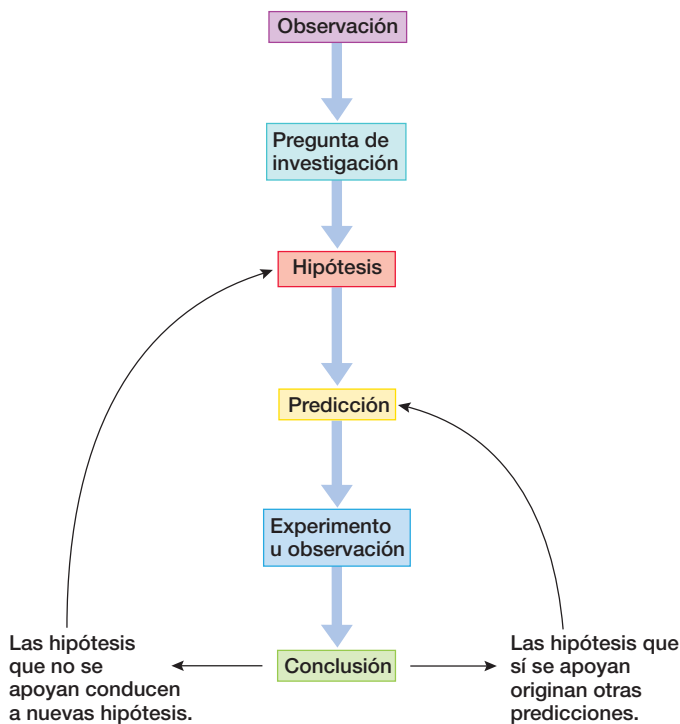 Observación
Pregunta de
investigación
Hipótesis
Predicción
Experimento
u observación
Conclusión
Las hipótesis
que no se
apoyan conducen
a nuevas hipótesis.
Las hipótesis que
sí se apoyan
originan otras
predicciones.